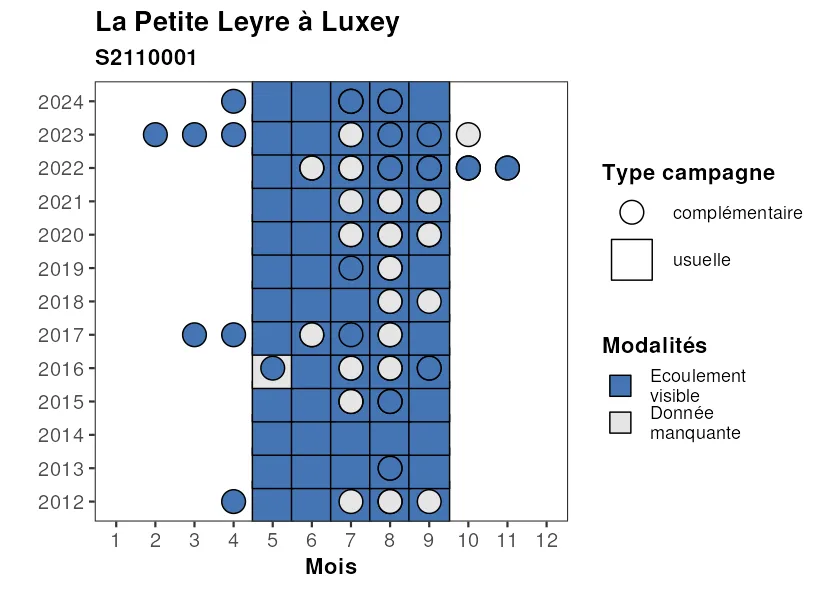 La Petite Leyre à Luxey
S2110001
2024
2023
2022
2021
2020
2019
2018
2017
2016
2015
2014
2013
2012
1 2 3 4 5 6 7 8 9 10 11 12
Mois
Type campagne
complémentaire
usuelle
Modalités
Ecoulement
visible
Donnée
manquante